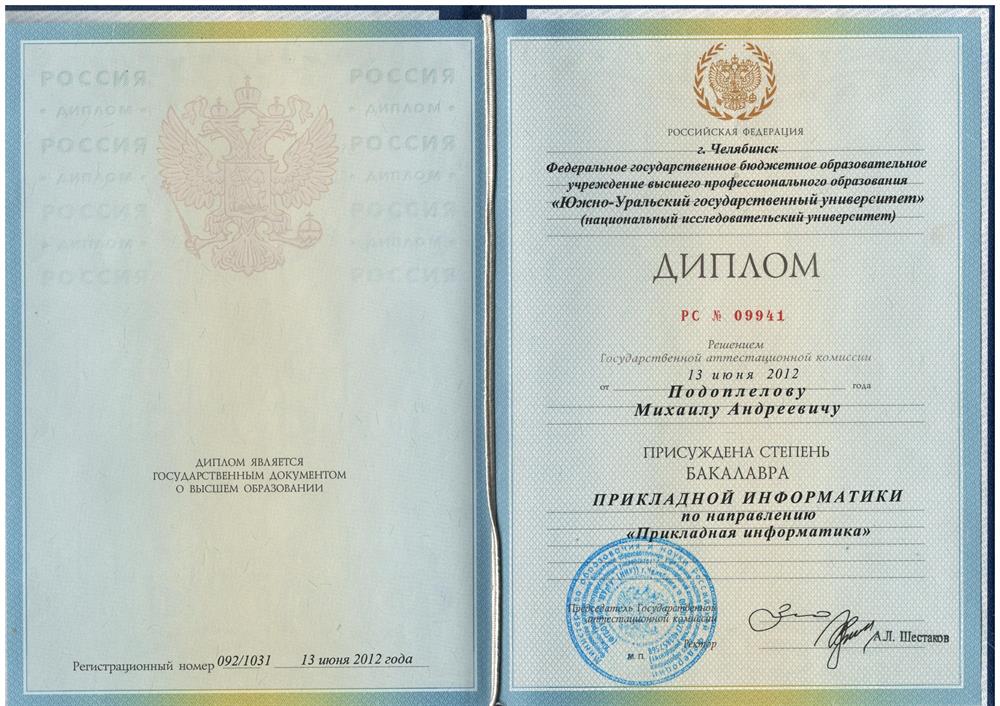 РОССИЯ РОССИЯ
• ДИПЛОМ • • ДИПЛОМ •
РОССИЯ РОССИЯ
• ДИПЛОМ • • ДИПЛОМ •
РОССИЯ РОССИЯ
• ДИПЛОМ • • ДИПЛОМ •
РОССИЯ РОССИЯ
ДИПЛОМ ЯВЛЯЕТСЯ
ГОСУДАРСТВЕННЫМ ДОКУМЕНТОМ
О ВЫСШЕМ ОБРАЗОВАНИИ
Регистрационный номер 092/1031 13 июня 2012 года
РОССИЙСКАЯ ФЕДЕРАЦИЯ
г. Челябинск
Федеральное государственное бюджетное образовательное
учреждение высшего профессионального образования
«Южно-Уральский государственный университет»
(национальный исследовательский университет)
ДИПЛОМ
РС № 09941
Решением
Государственной аттестационной комиссии
от 13 июня 2012 года
Подоплелову
Михаилу Андреевичу
ПРИСУЖДЕНА СТЕПЕНЬ
БАКАЛАВРА
ПРИКЛАДНОЙ ИНФОРМАТИКИ
по направлению
«Прикладная информатика»
Председатель Государственной
аттестационной комиссии
Ректор
А.Л. Шестаков
М.П.